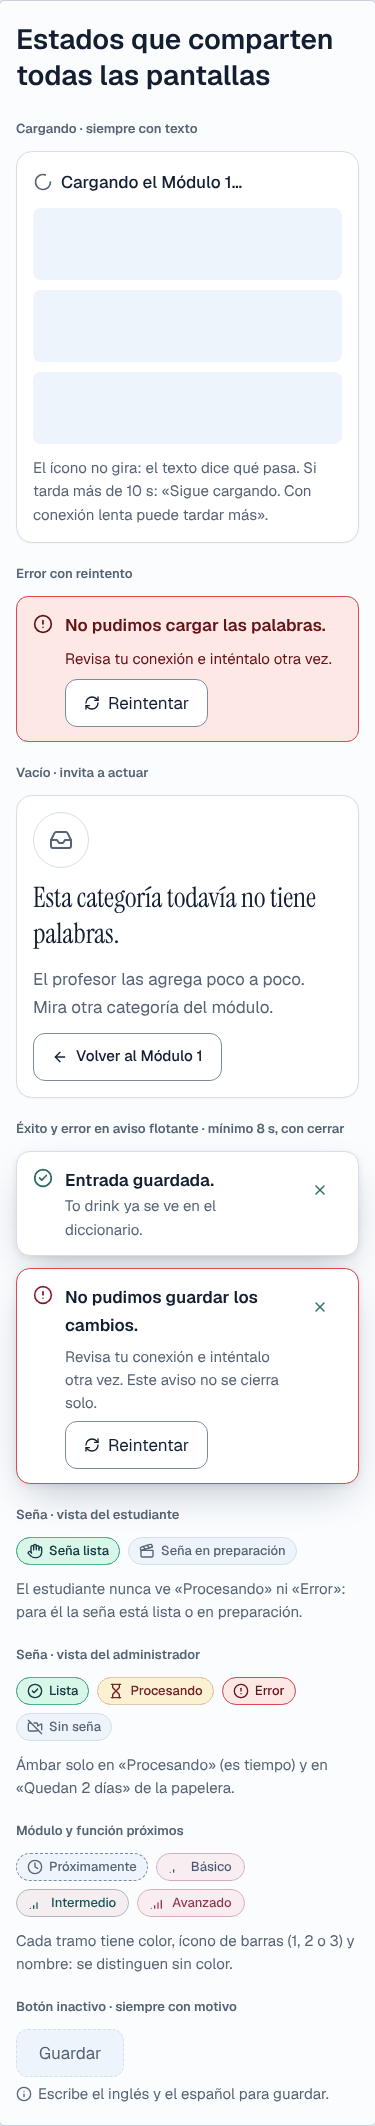 Estados que comparten
todas las pantallas
Cargando · siempre con texto
Cargando el Módulo 1...
El ícono no gira: el texto dice qué pasa. Si
tarda más de 10 s: «Sigue cargando. Con
conexión lenta puede tardar más».
Error con reintento
No pudimos cargar las palabras.
Revisa tu conexión e inténtalo otra vez.
Reintentar
Vacío · invita a actuar
Esta categoría todavía no tiene
palabras.
El profesor las agrega poco a poco.
Mira otra categoría del módulo.
Volver al Módulo 1
Éxito y error en aviso flotante · mínimo 8 s, con cerrar
Entrada guardada.
To drink ya se ve en el
diccionario.
No pudimos guardar los
cambios.
Revisa tu conexión e inténtalo
otra vez. Este aviso no se cierra
solo.
Reintentar
Seña · vista del estudiante
Seña lista
Seña en preparación
El estudiante nunca ve «Procesando» ni «Error»:
para él la seña está lista o en preparación.
Seña · vista del administrador
Lista
Procesando
Error
Sin seña
Ámbar solo en «Procesando» (es tiempo) y en
«Quedan 2 días» de la papelera.
Módulo y función próximos
Próximamente
Básico
Intermedio
Avanzado
Cada tramo tiene color, ícono de barras (1, 2 o 3) y
nombre: se distinguen sin color.
Botón inactivo · siempre con motivo
Guardar
Escribe el inglés y el español para guardar.